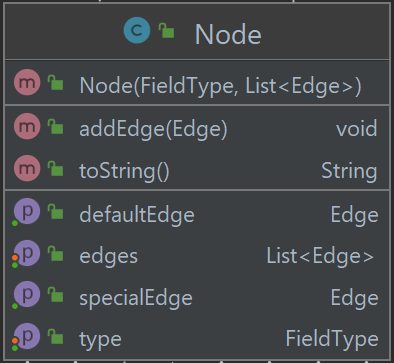 Node
Node(FieldType, List<Edge>)
addEdge(Edge) void
toString() String
defaultEdge Edge
edges List<Edge>
specialEdge Edge
type FieldType